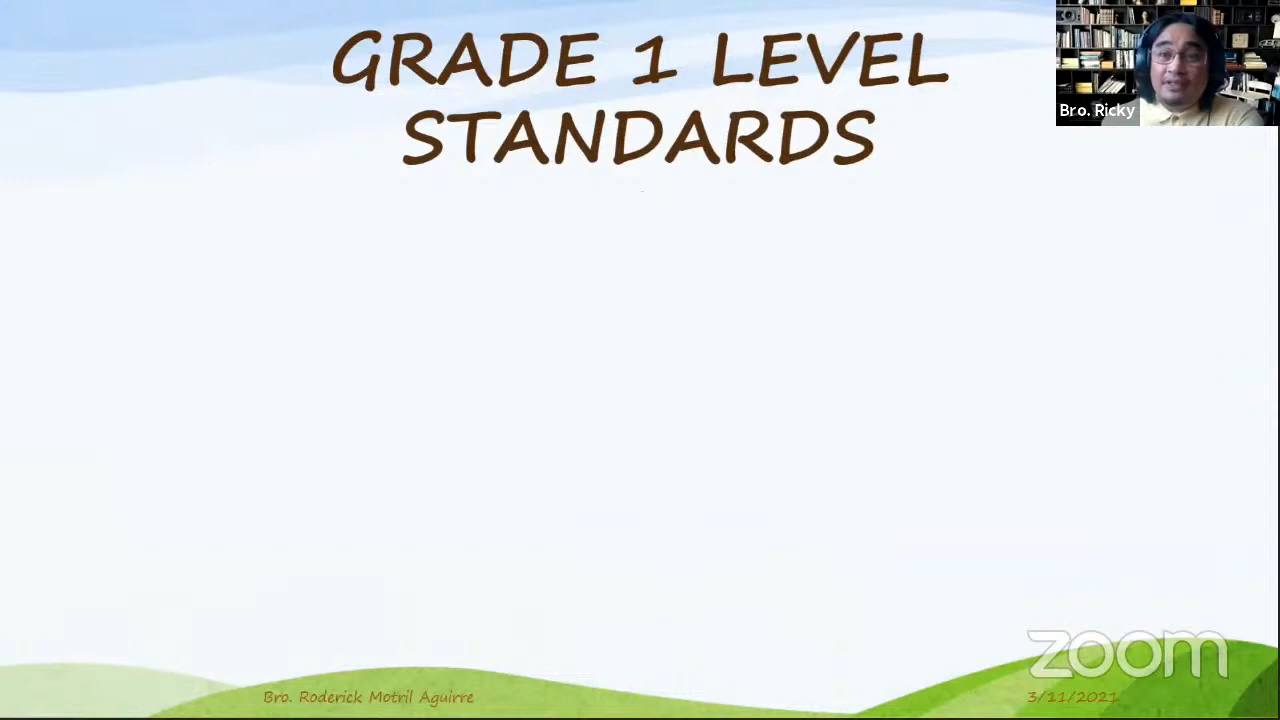 GRADE 1 LEVEL
STANDARDS
Bro. Ricky
zoom
Bro. Roderick Motril Aguirre
3/11/2021